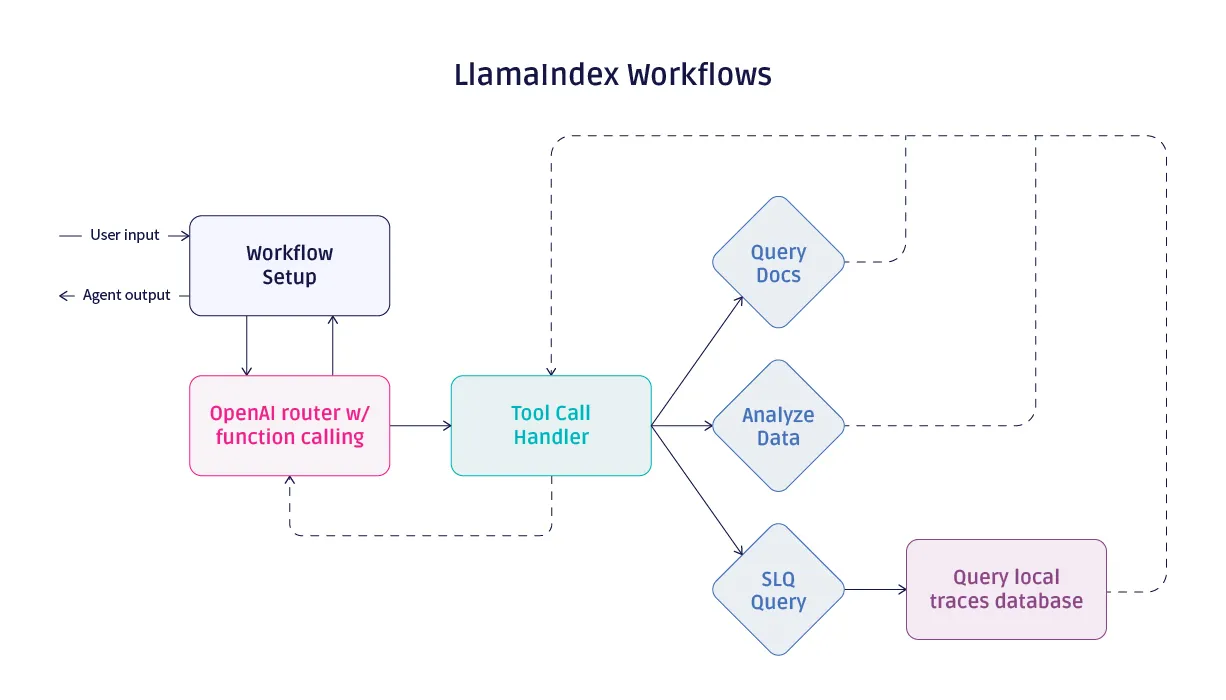 LlamaIndex Workflows
User input
Agent output
Workflow
Setup
OpenAI router w/
function calling
Tool Call
Handler
Query
Docs
Analyze
Data
SLQ
Query
Query local
traces database